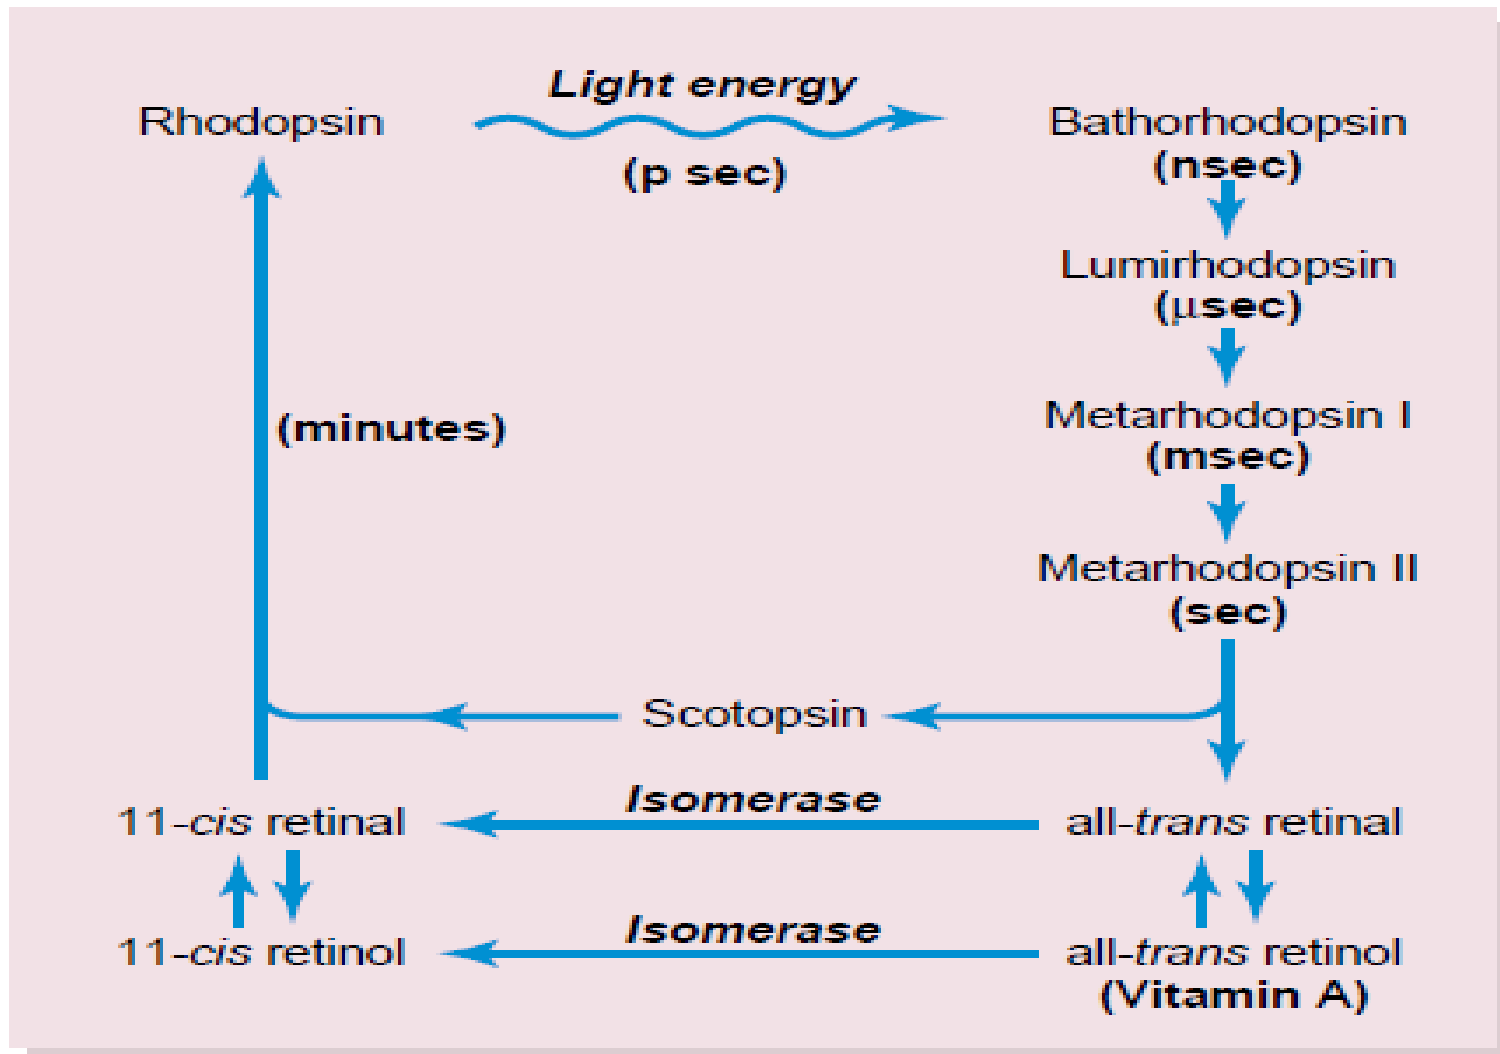 Light energy
Rhodopsin
Bathorhodopsin
(p sec)
(nsec)
Lumirhodopsin
(μsec)
Metarhodopsin I
(minutes)
(msec)
Metarhodopsin II
(sec)
Scotopsin
Isomerase
11-cis retinal
all-trans retinal
Isomerase
11-cis retinol
all-trans retinol
(Vitamin A)